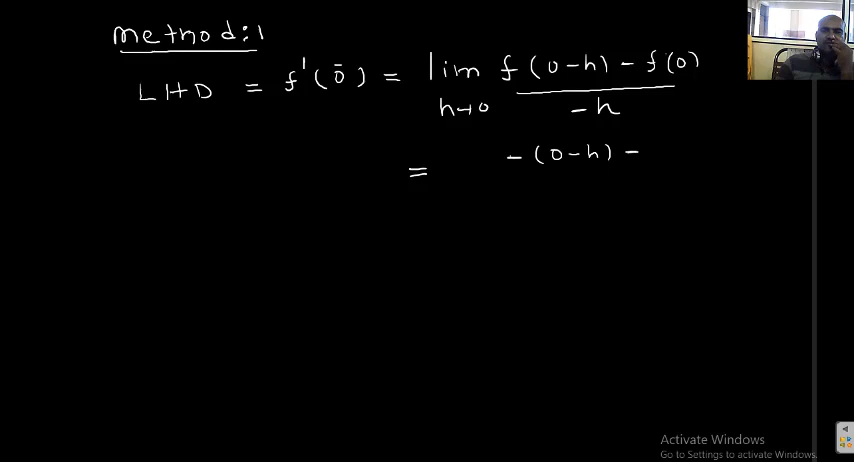 method:1
LHD = f'(0̄) = lim h→0 f(0-h) - f(0) / -h
= -(0-h) -
Activate Windows
Go to Settings to activate Windows.